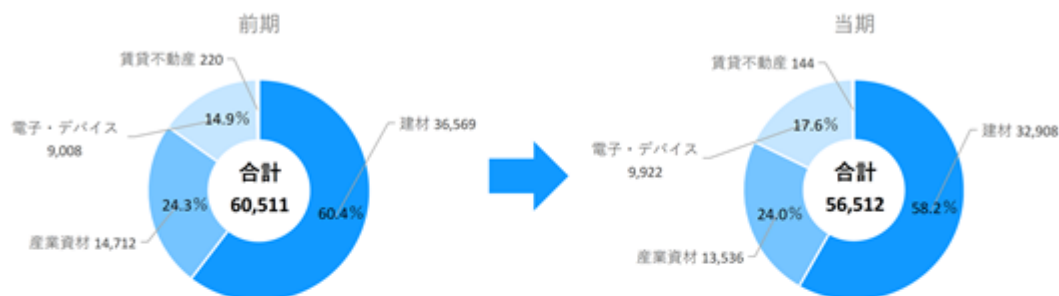 前期
賃貸不動産 220
電子・デバイス
9,008
14.9%
建材 36,569
合計
60,511
24.3%
60.4%
産業資材 14,712
当期
賃貸不動産 144
電子・デバイス
9,922
17.6%
建材 32,908
合計
56,512
24.0%
58.2%
産業資材 13,536